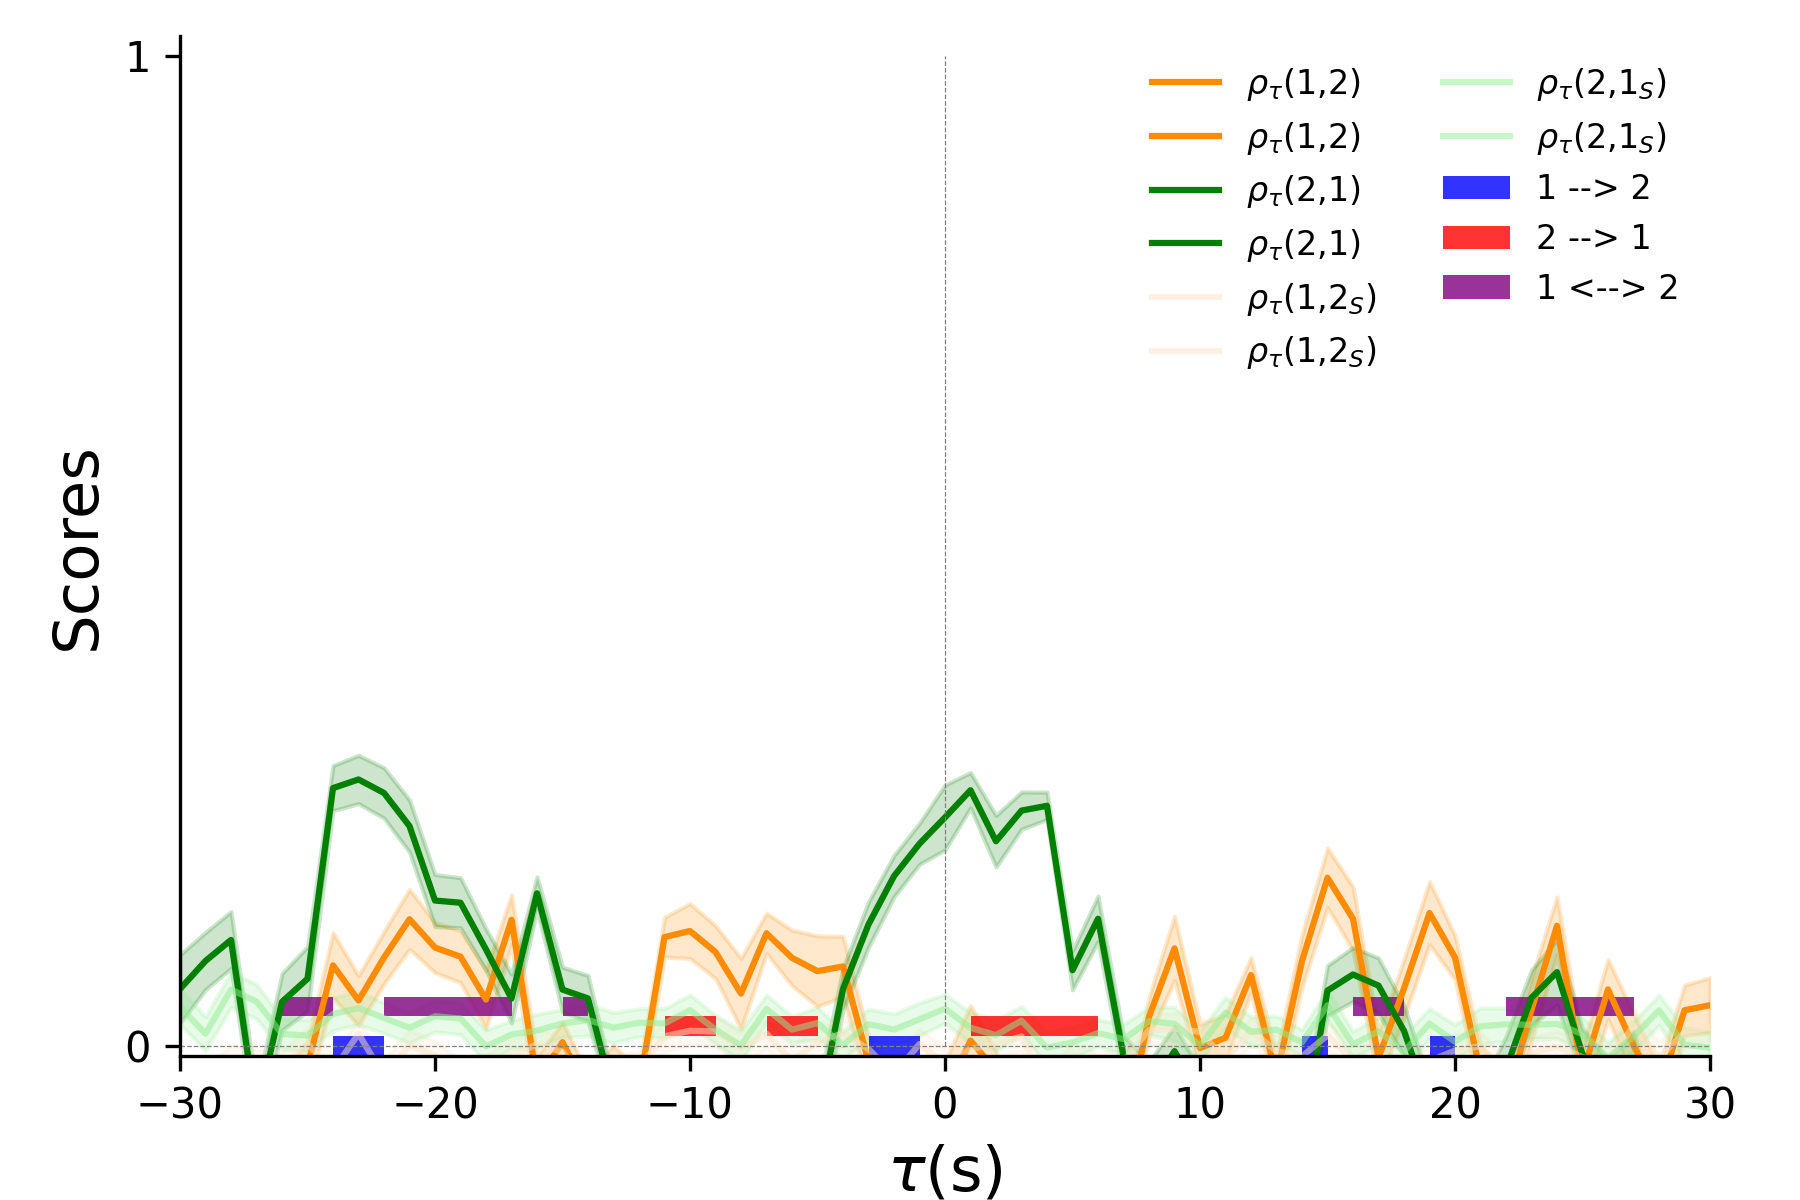 1
ρτ(1,2)
ρτ(1,2)
ρτ(2,1)
ρτ(2,1)
ρτ(1,2S)
ρτ(1,2S)
ρτ(2,1S)
ρτ(2,1S)
1 --> 2
2 --> 1
1 <--> 2
Scores
0
−30 −20 −10 0 10 20 30
τ(s)